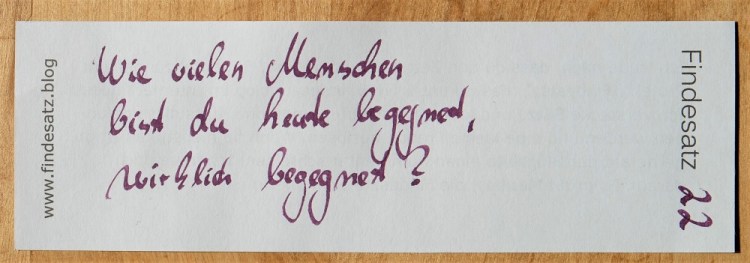 www.findesatz.blog
Wie vielen Menschen
bist du heute begegnet,
wirklich begegnet?
Findesatz 22